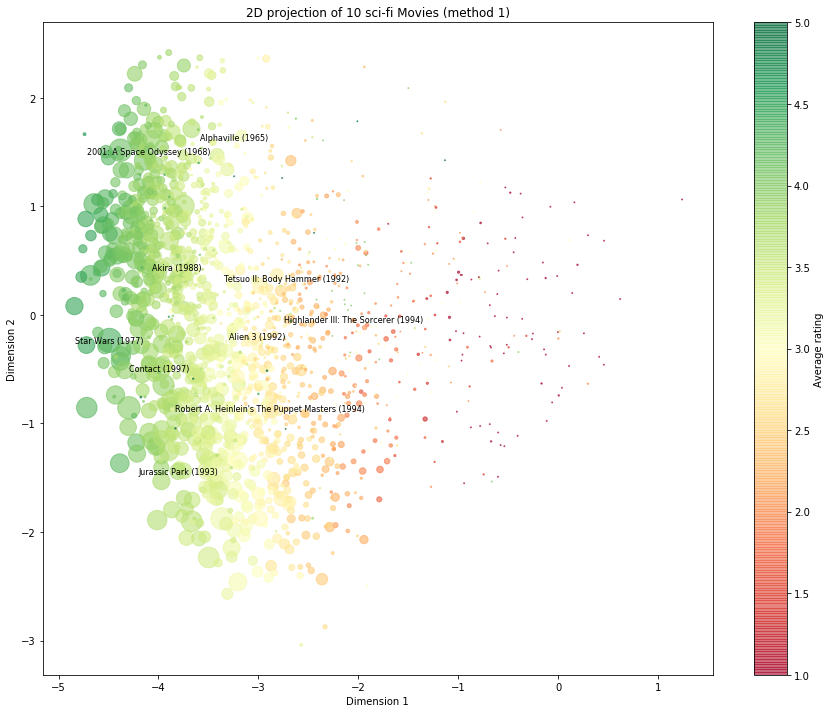 2D projection of 10 sci-fi Movies (method 1)
5.0
4.5
4.0
3.5
3.0
2.5
2.0
1.5
1.0
Average rating
2
1
0
−1
−2
−3
Dimension 2
Alphaville (1965)
2001: A Space Odyssey (1968)
Akira (1988)
Tetsuo II: Body Hammer (1992)
Highlander III: The Sorcerer (1994)
Alien 3 (1992)
Star Wars (1977)
Contact (1997)
Robert A. Heinlein's The Puppet Masters (1994)
Jurassic Park (1993)
−5 −4 −3 −2 −1 0 1
Dimension 1